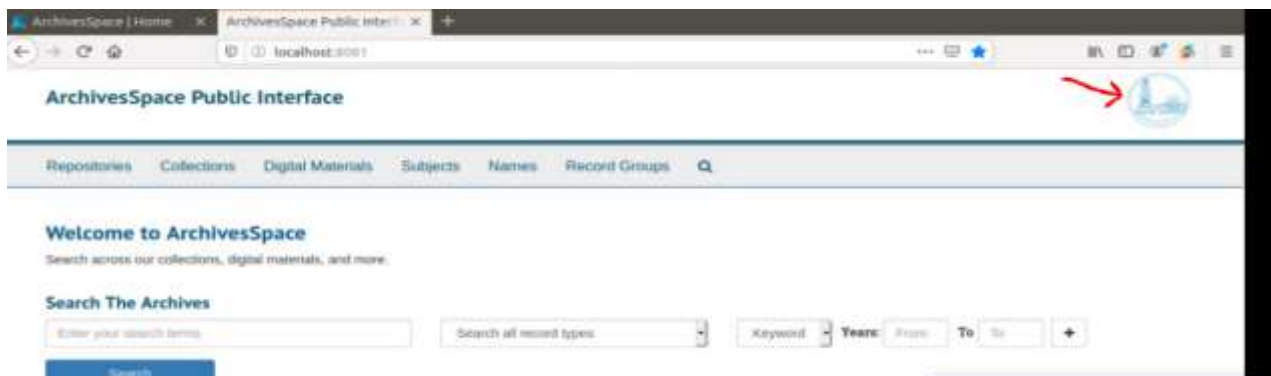 ArchivesSpace | Home ArchivesSpace Public Inter
localhost:8081
ArchivesSpace Public Interface
Repositories Collections Digital Materials Subjects Names Record Groups
Welcome to ArchivesSpace
Search across our collections, digital materials, and more.
Search The Archives
Enter your search terms Search all record types Keyword Years From To To +
Search